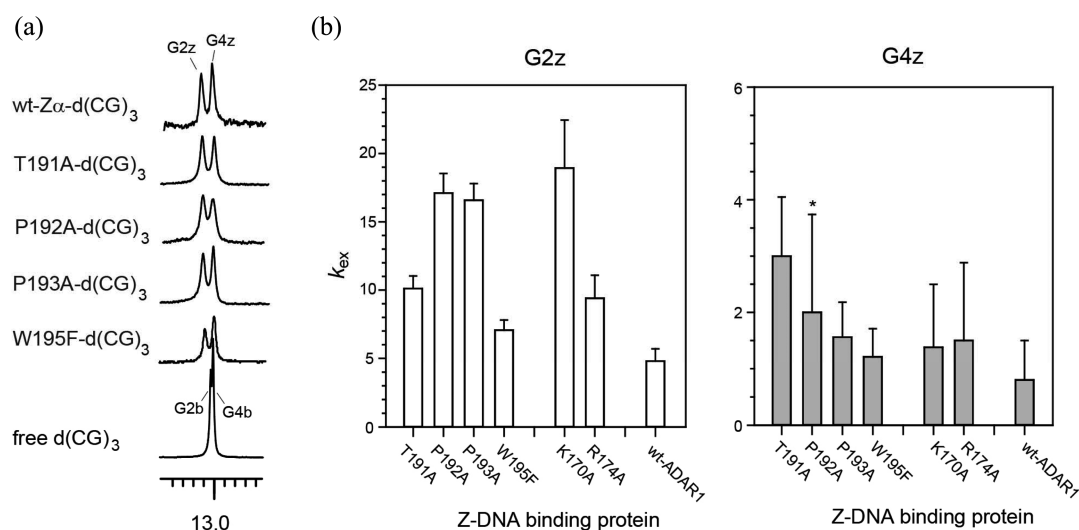 (a)
G2z G4z
wt-Zα-d(CG)3
T191A-d(CG)3
P192A-d(CG)3
P193A-d(CG)3
W195F-d(CG)3
G2b G4b
free d(CG)3
13.0
(b)
G2z
25
20
15
10
5
0
kex
T191A P192A P193A W195F K170A R174A wt-ADAR1
Z-DNA binding protein
G4z
6
4
2
0
*
T191A P192A P193A W195F K170A R174A wt-ADAR1
Z-DNA binding protein